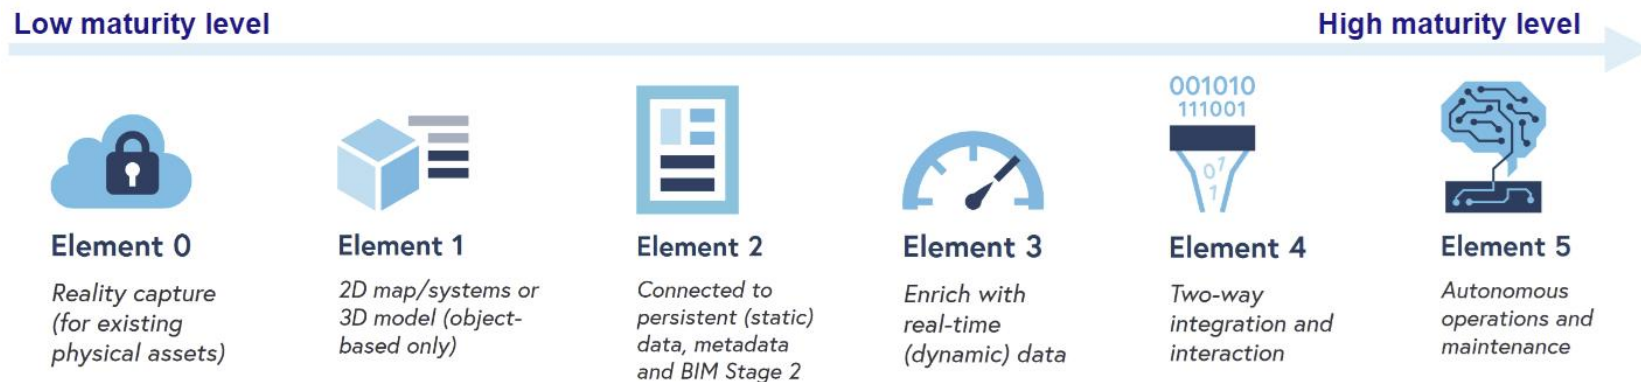 Low maturity level
High maturity level
001010
111001
01
1
Element 0
Reality capture
(for existing
physical assets)
Element 1
2D map/systems or
3D model (object-
based only)
Element 2
Connected to
persistent (static)
data, metadata
and BIM Stage 2
Element 3
Enrich with
real-time
(dynamic) data
Element 4
Two-way
integration and
interaction
Element 5
Autonomous
operations and
maintenance